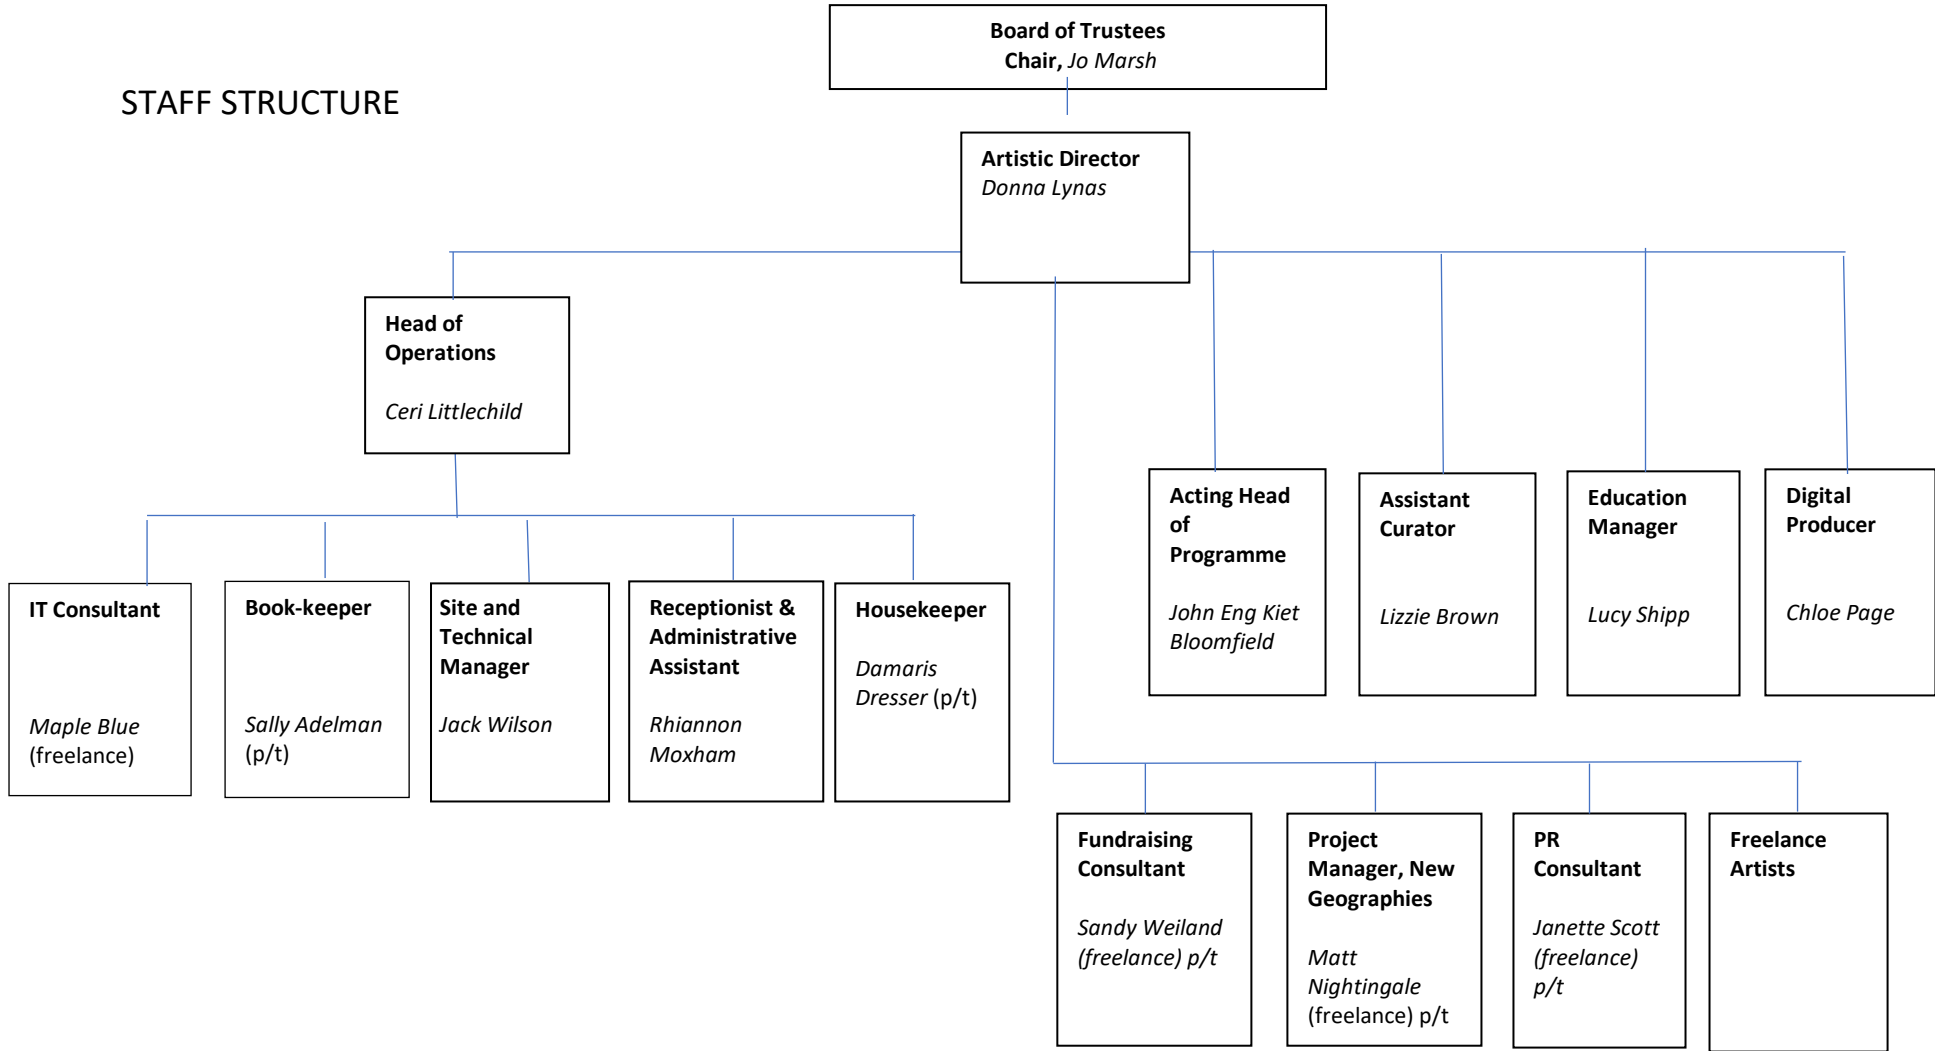 Board of Trustees
Chair, Jo Marsh
STAFF STRUCTURE
Artistic Director
Donna Lynas
Head of
Operations
Ceri Littlechild
Acting Head
of
Programme
John Eng Kiet
Bloomfield
Assistant
Curator
Lizzie Brown
Education
Manager
Lucy Shipp
Digital
Producer
Chloe Page
IT Consultant
Maple Blue
(freelance)
Book-keeper
Sally Adelman
(p/t)
Site and
Technical
Manager
Jack Wilson
Receptionist &
Administrative
Assistant
Rhiannon
Moxham
Housekeeper
Damaris
Dresser (p/t)
Fundraising
Consultant
Sandy Weiland
(freelance) p/t
Project
Manager, New
Geographies
Matt
Nightingale
(freelance) p/t
PR
Consultant
Janette Scott
(freelance)
p/t
Freelance
Artists